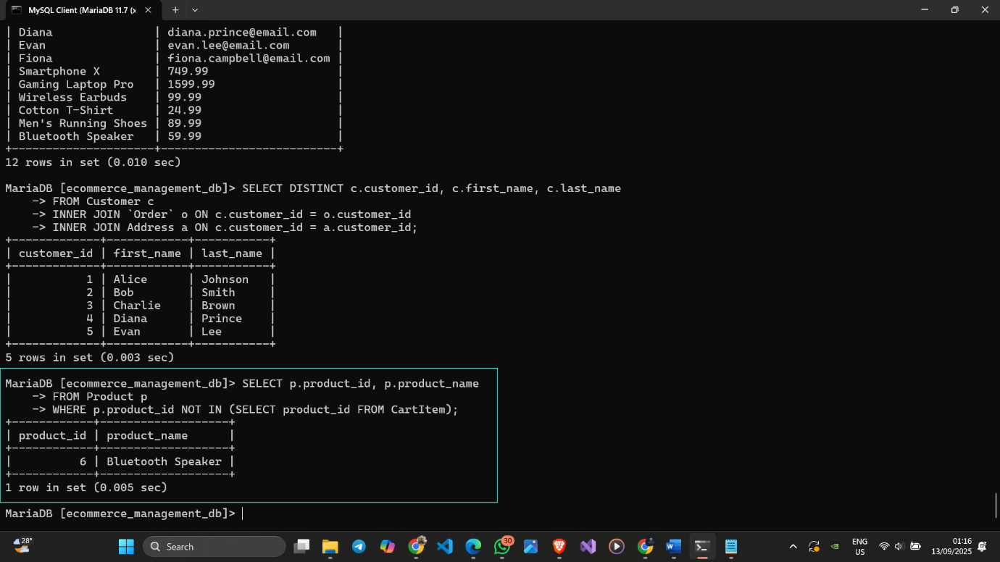 MySQL Client (MariaDB 11.7 (x
| Diana | diana.prince@email.com |
| Evan | evan.lee@email.com |
| Fiona | fiona.campbell@email.com |
| Smartphone X | 749.99 |
| Gaming Laptop Pro | 1599.99 |
| Wireless Earbuds | 99.99 |
| Cotton T-Shirt | 24.99 |
| Men's Running Shoes | 89.99 |
| Bluetooth Speaker | 59.99 |
+---------------------+--------------------------+
12 rows in set (0.010 sec)
MariaDB [ecommerce_management_db]> SELECT DISTINCT c.customer_id, c.first_name, c.last_name
-> FROM Customer c
-> INNER JOIN `Order` o ON c.customer_id = o.customer_id
-> INNER JOIN Address a ON c.customer_id = a.customer_id;
+-------------+------------+-----------+
| customer_id | first_name | last_name |
+-------------+------------+-----------+
| 1 | Alice | Johnson |
| 2 | Bob | Smith |
| 3 | Charlie | Brown |
| 4 | Diana | Prince |
| 5 | Evan | Lee |
+-------------+------------+-----------+
5 rows in set (0.003 sec)
MariaDB [ecommerce_management_db]> SELECT p.product_id, p.product_name
-> FROM Product p
-> WHERE p.product_id NOT IN (SELECT product_id FROM CartItem);
+------------+-------------------+
| product_id | product_name |
+------------+-------------------+
| 6 | Bluetooth Speaker |
+------------+-------------------+
1 row in set (0.005 sec)
MariaDB [ecommerce_management_db]>
28°
Search
30
ENG
US
01:16
13/09/2025